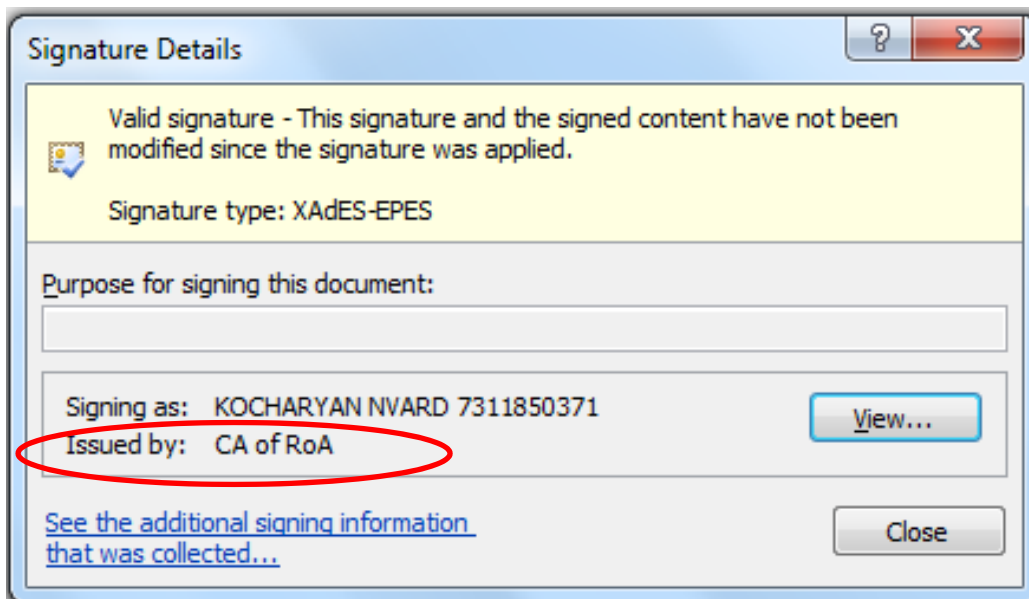 Signature Details
Valid signature - This signature and the signed content have not been
modified since the signature was applied.
Signature type: XAdES-EPES
Purpose for signing this document:
Signing as: KOCHARYAN NVARD 7311850371
View...
Issued by: CA of RoA
See the additional signing information
that was collected...
Close